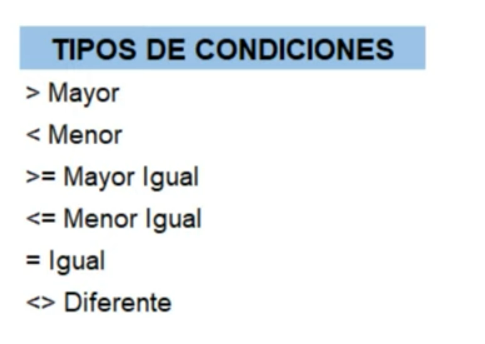 TIPOS DE CONDICIONES
> Mayor
< Menor
>= Mayor Igual
<= Menor Igual
= Igual
<> Diferente